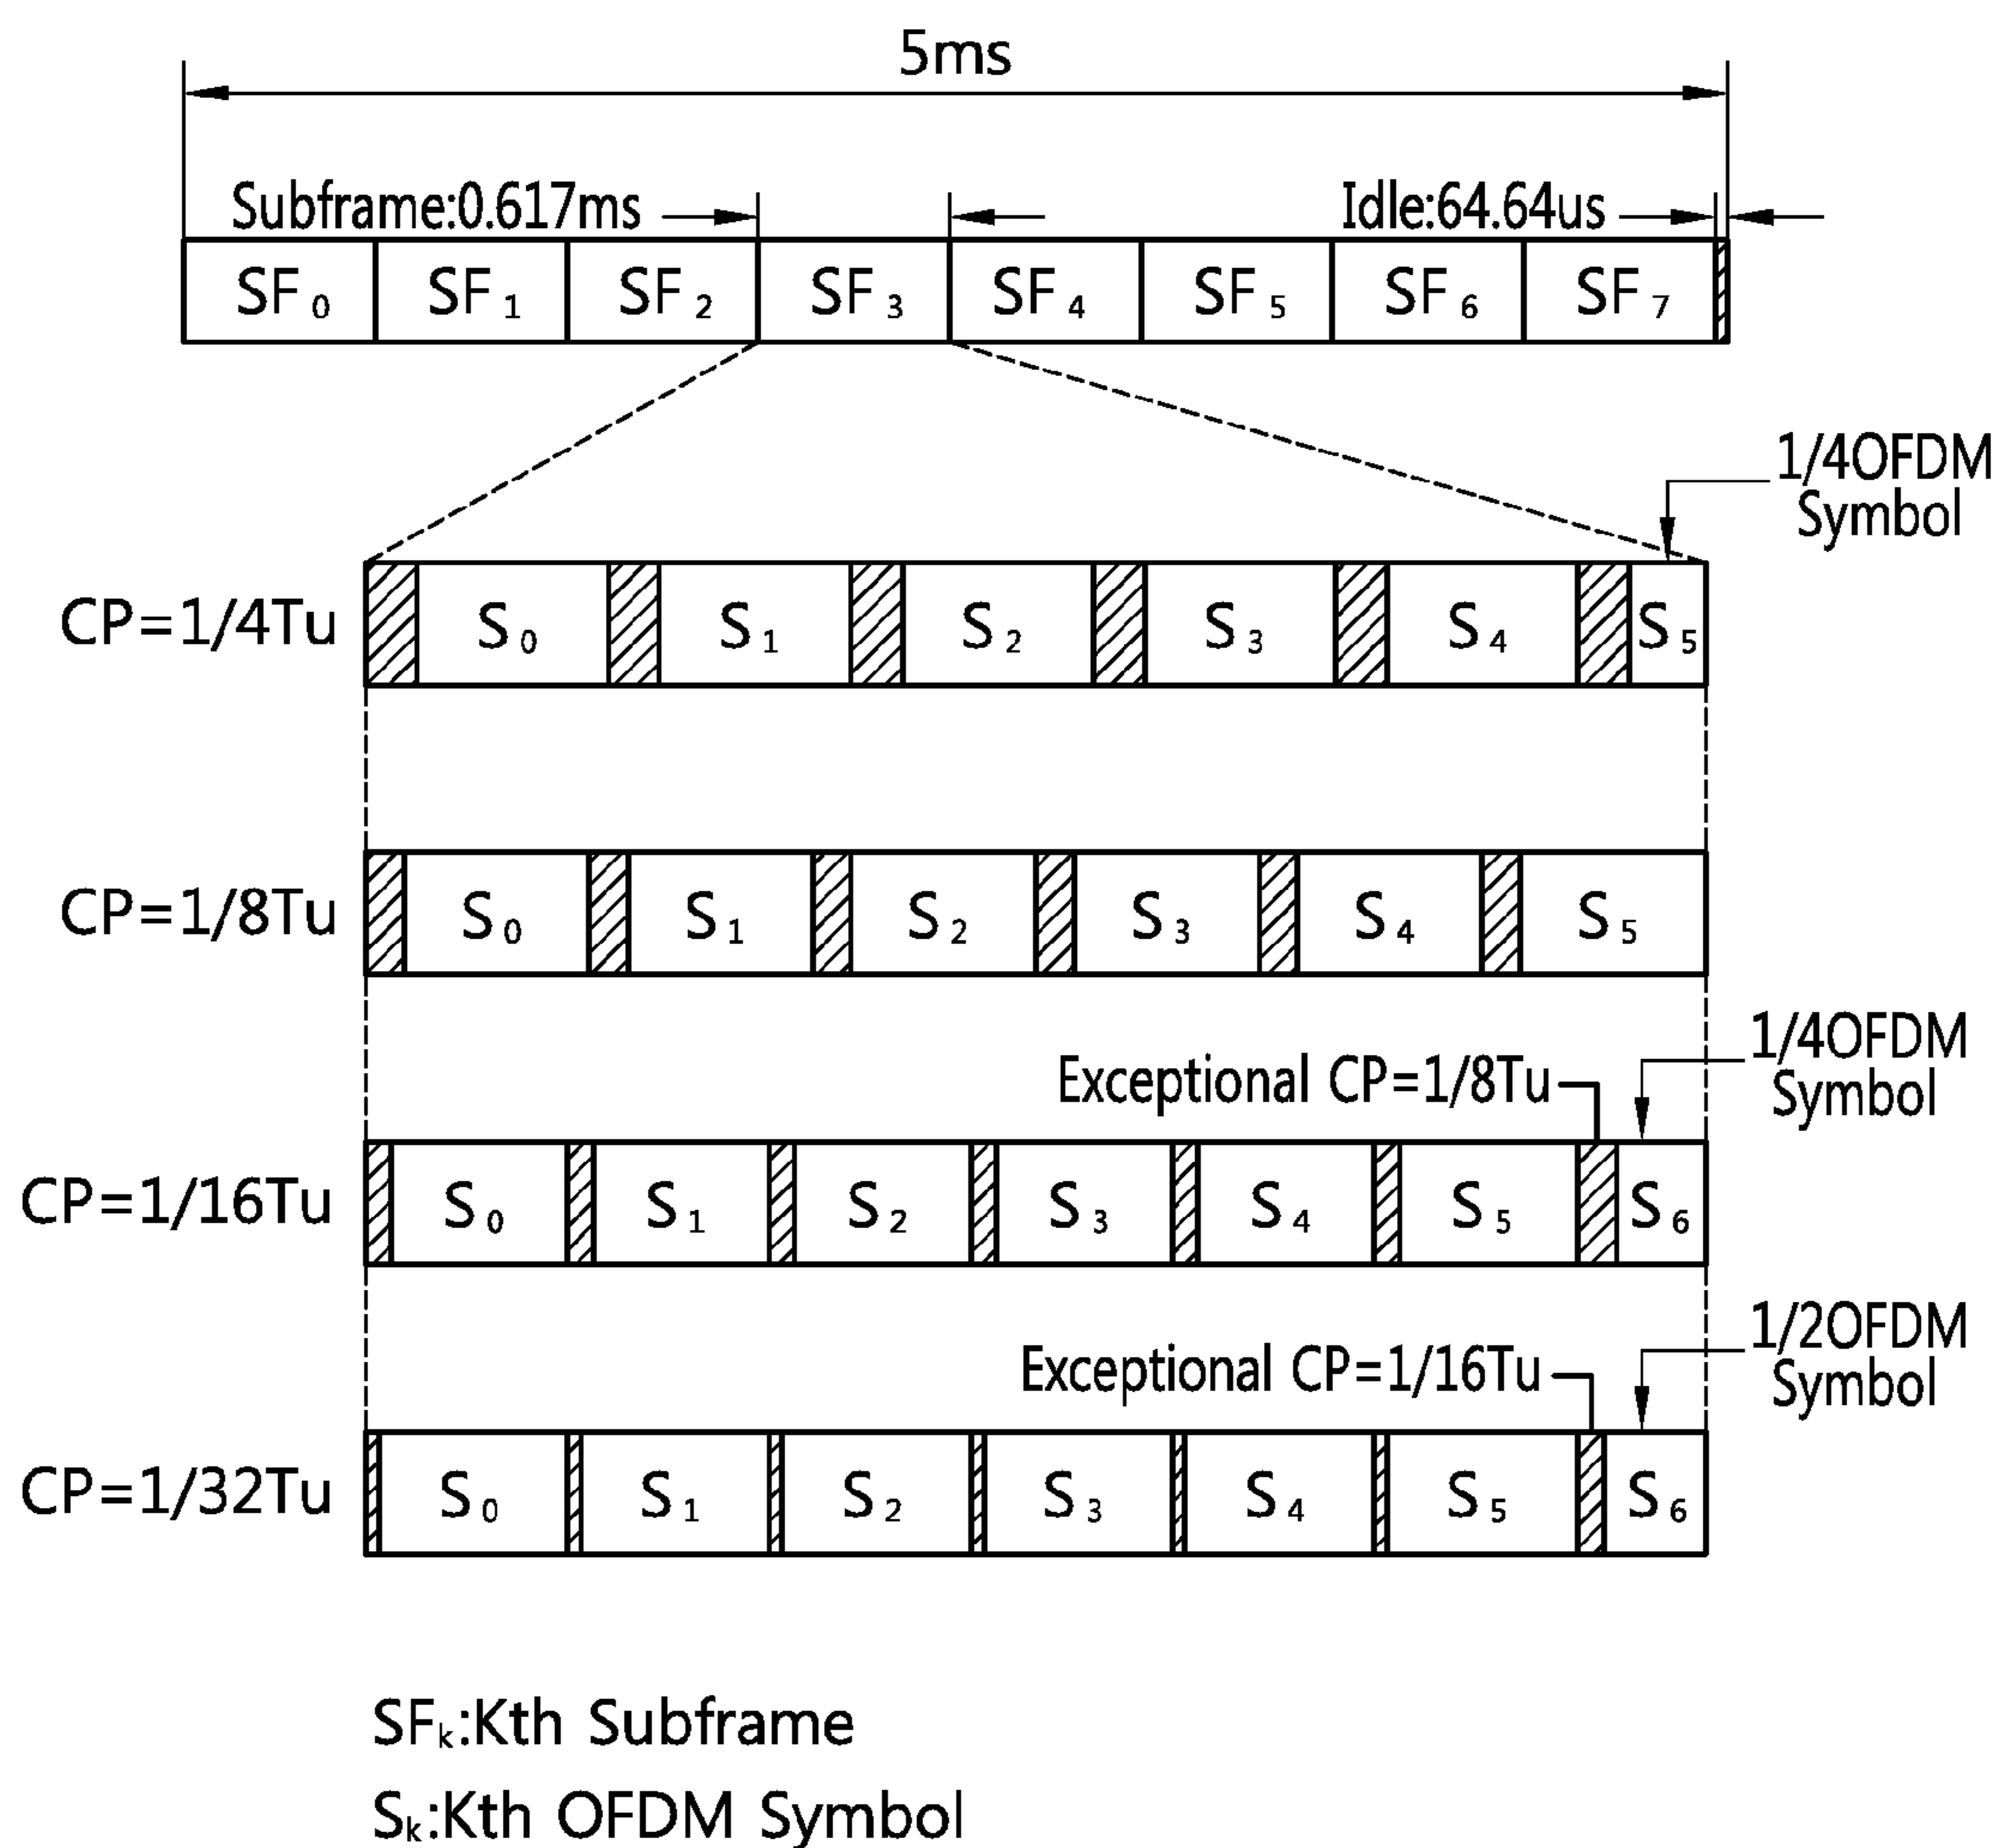 5ms
Subframe:0.617ms
Idle:64.64us
SF0 SF1 SF2 SF3 SF4 SF5 SF6 SF7
1/4OFDM
Symbol
CP=1/4Tu S0 S1 S2 S3 S4 S5
CP=1/8Tu S0 S1 S2 S3 S4 S5
1/4OFDM
Symbol
Exceptional CP=1/8Tu
CP=1/16Tu S0 S1 S2 S3 S4 S5 S6
1/2OFDM
Symbol
Exceptional CP=1/16Tu
CP=1/32Tu S0 S1 S2 S3 S4 S5 S6
SFk:Kth Subframe
Sk:Kth OFDM Symbol